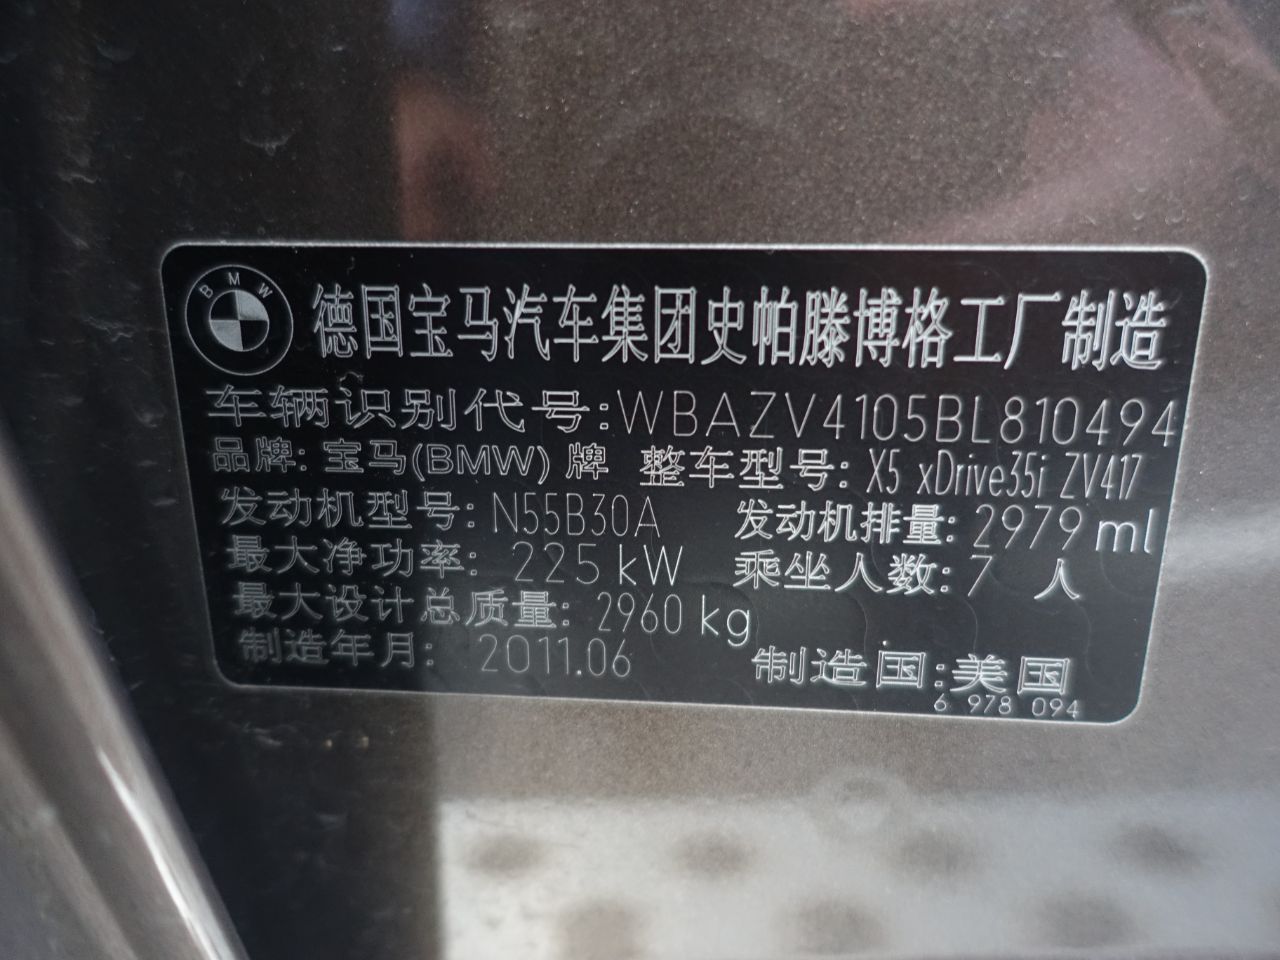 BMW
德国宝马汽车集团史帕滕博格工厂制造
车辆识别代号:WBAZV4105BL810494
品牌: 宝马(BMW) 牌 整车型号: X5 xDrive35i ZV417
发动机型号: N55B30A 发动机排量: 2979 ml
最大净功率: 225 kW 乘坐人数: 7 人
最大设计总质量: 2960 kg
制造年月: 2011.06 制造国:美国
6 978 094